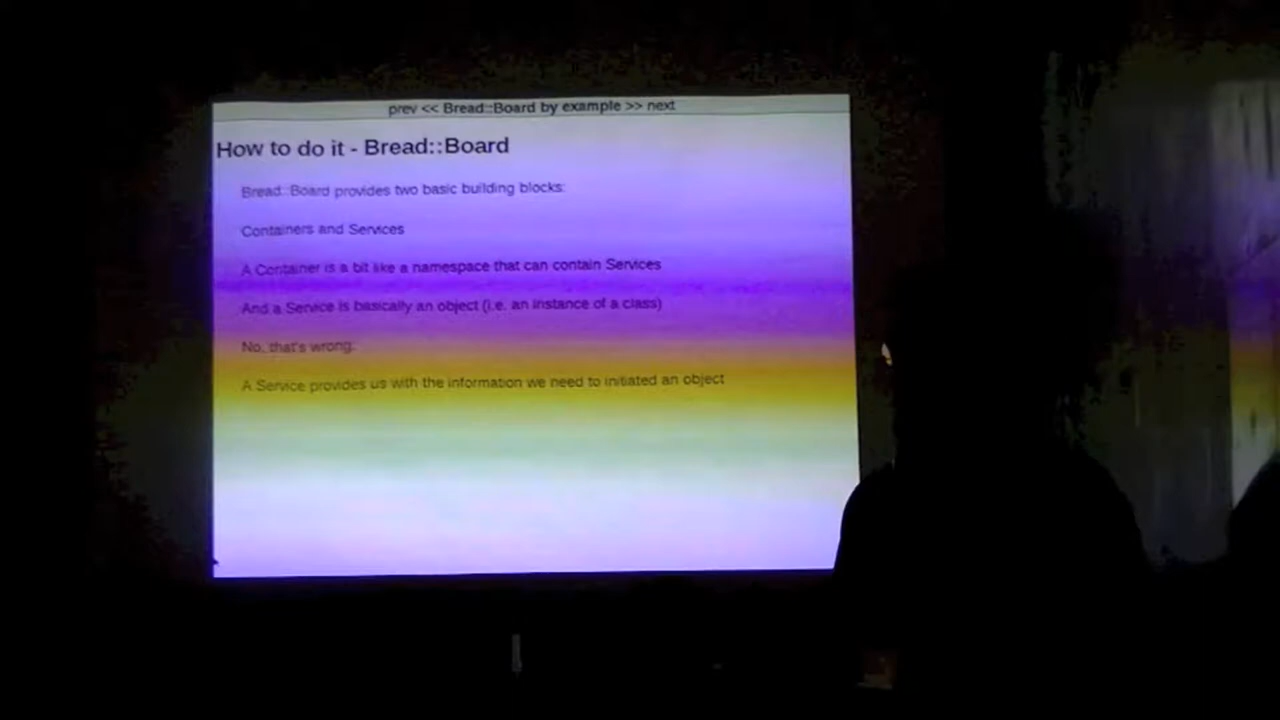 prev << Bread::Board by example >> next
How to do it - Bread::Board
Bread::Board provides two basic building blocks:
Containers and Services
A Container is a bit like a namespace that can contain Services
And a Service is basically an object (i.e. an instance of a class)
No, that's wrong.
A Service provides us with the information we need to initiated an object